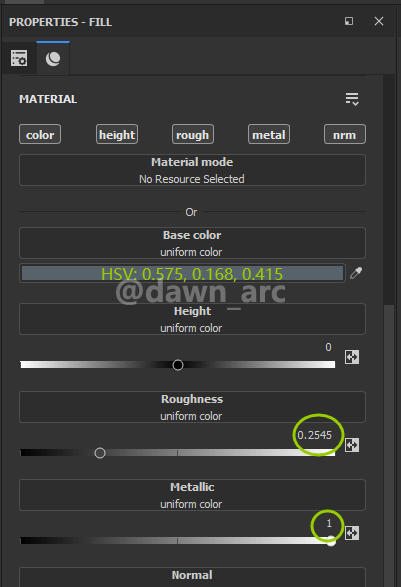 PROPERTIES - FILL
MATERIAL
color height rough metal nrm
Material mode
No Resource Selected
Or
Base color
uniform color
HSV: 0.575, 0.168, 0.415
@dawn_arc
Height
uniform color
0
Roughness
uniform color
0.2545
Metallic
uniform color
1
Normal